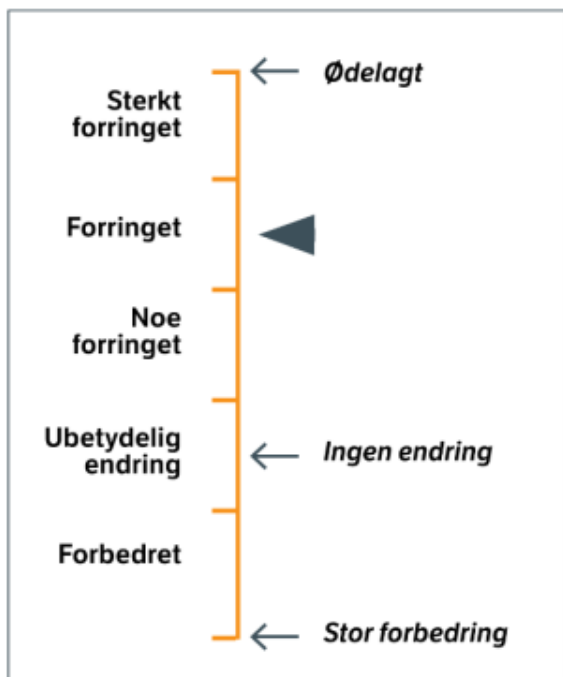 Ødelagt
Sterkt
forringet
Forringet
Noe
forringet
Ubetydelig
endring
Ingen endring
Forbedret
Stor forbedring